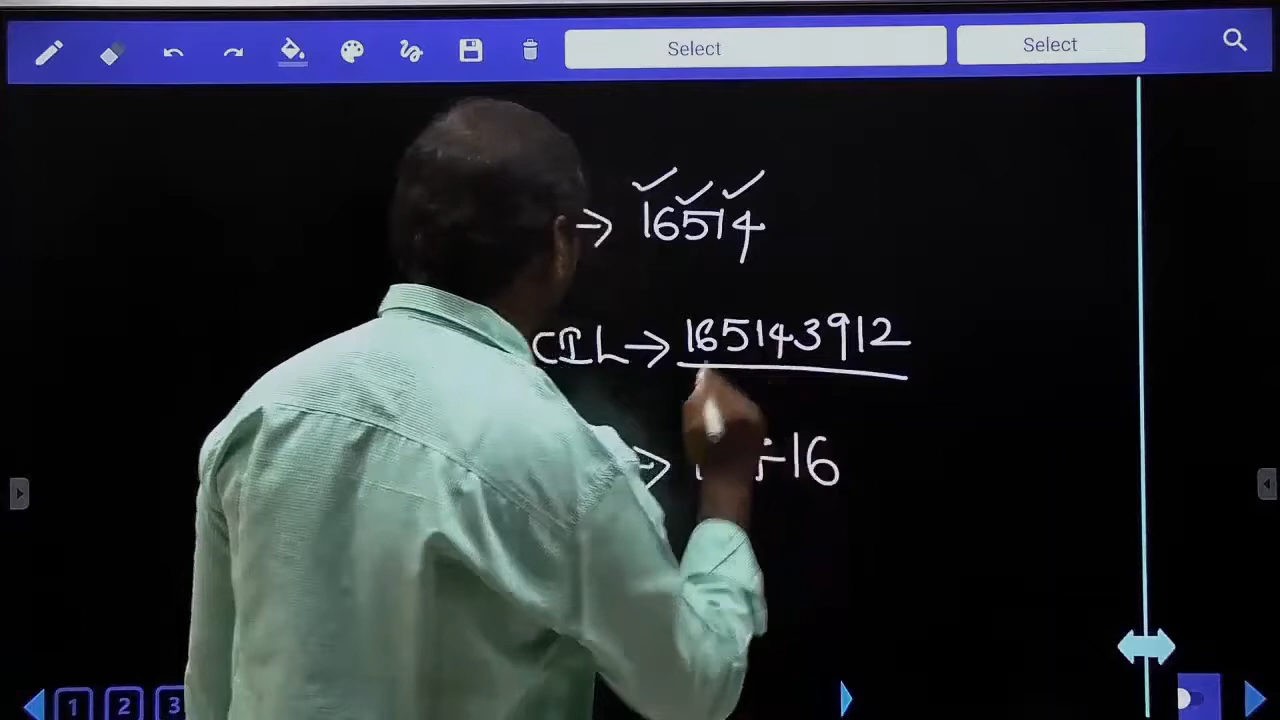 Select Select
→ 16514
CIL → 165143912
→ -16
1 2 3